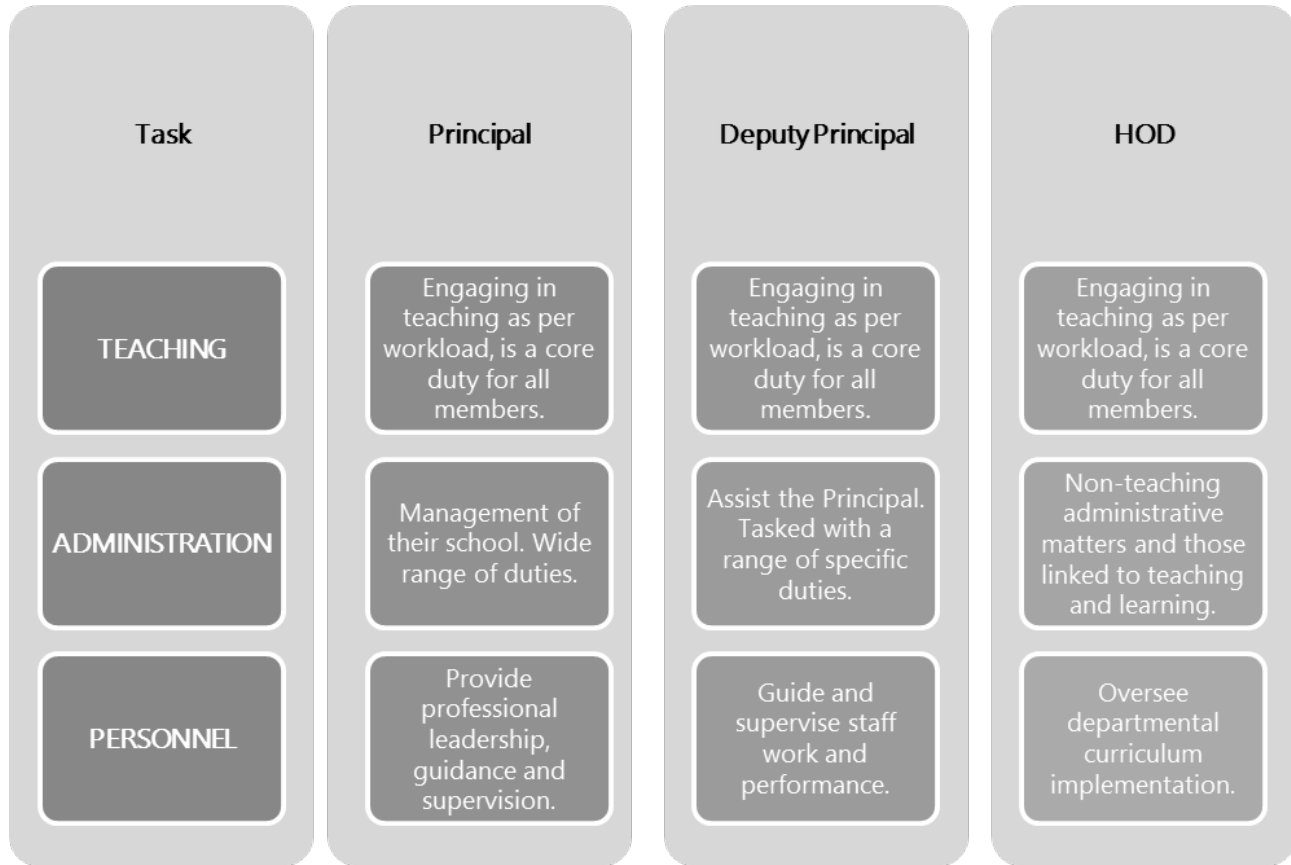 Task
Principal
Deputy Principal
HOD
TEACHING
Engaging in
teaching as per
workload, is a core
duty for all
members.
Engaging in
teaching as per
workload, is a core
duty for all
members.
Engaging in
teaching as per
workload, is a core
duty for all
members.
ADMINISTRATION
Management of
their school. Wide
range of duties.
Assist the Principal.
Tasked with a
range of specific
duties.
Non-teaching
administrative
matters and those
linked to teaching
and learning.
PERSONNEL
Provide
professional
leadership,
guidance and
supervision.
Guide and
supervise staff
work and
performance.
Oversee
departmental
curriculum
implementation.